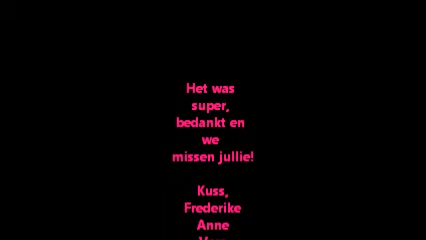 Het was
super,
bedankt en
we
missen jullie!
Kuss,
Frederike
Anne